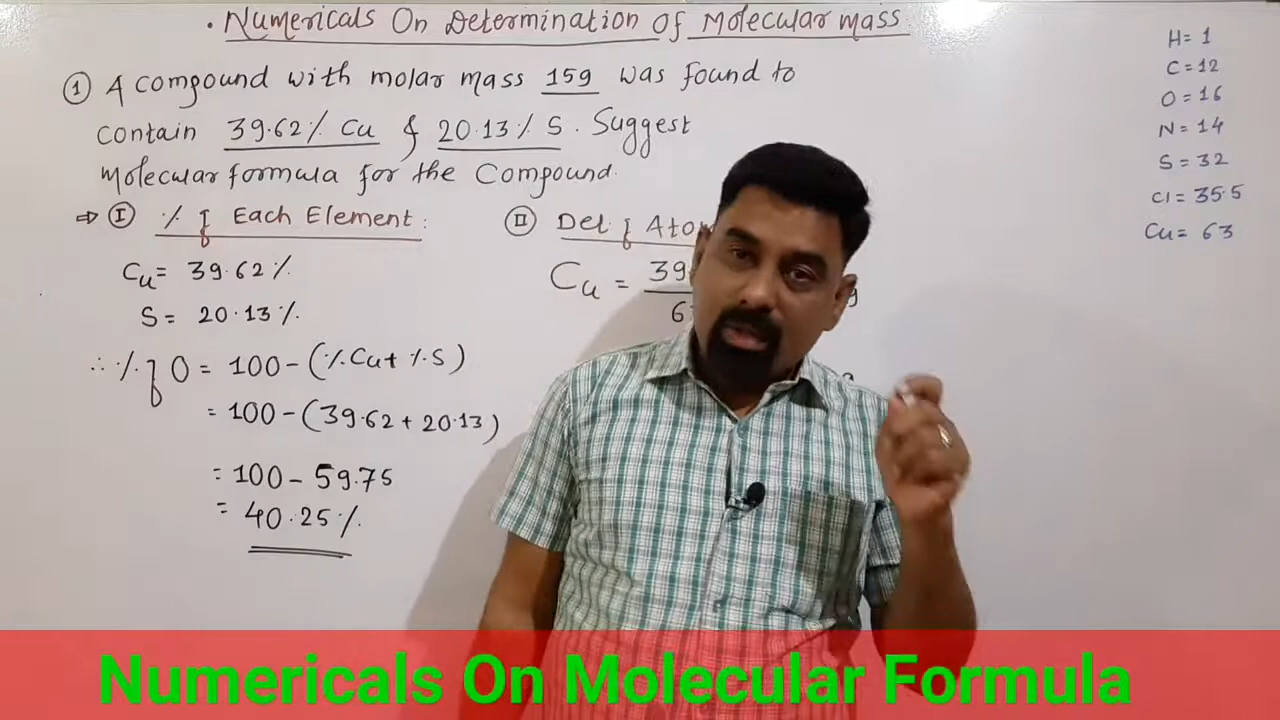 • Numericals On Determination Of Molecular mass.
① A compound with molar mass 159 was found to
contain 39.62% Cu & 20.13% S. Suggest
Molecular formula for the Compound.
⇒ Ⓘ % of Each Element:
Cu = 39.62%.
S = 20.13%.
∴ % of O = 100 - (%Cu + %S)
= 100 - (39.62 + 20.13)
= 100 - 59.75
= 40.25%.
Ⅱ Det of
Cu = 39
6
H = 1
C = 12
O = 16
N = 14
S = 32
Cl = 35.5
Cu = 63
Numericals On Molecular Formula